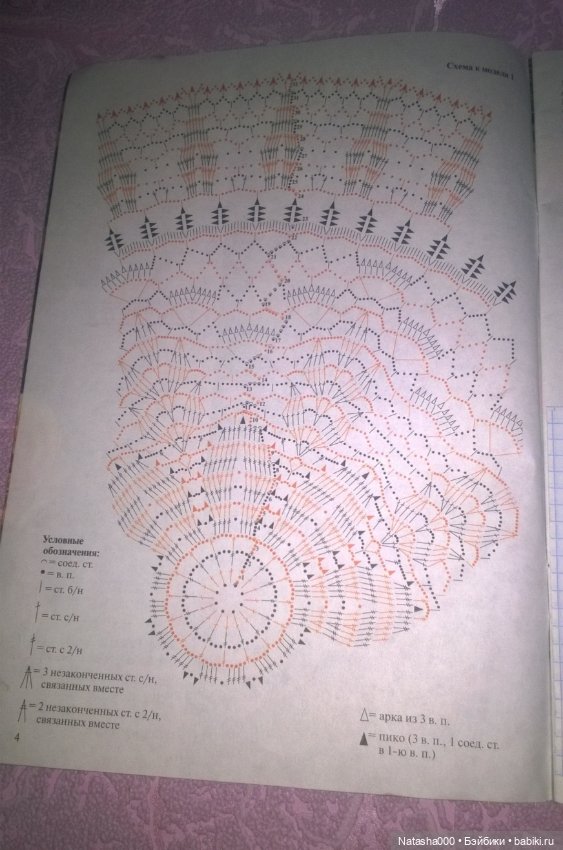 Схема к модели 1
Условные
обозначения:
= соед. ст.
= в. п.
= ст. б/н
= ст. с/н
= ст. с 2/н
= 3 незаконченных ст. с/н,
связанных вместе
= 2 незаконченных ст. с 2/н,
связанных вместе
= арка из 3 в. п.
= пико (3 в. п., 1 соед. ст.
в 1-ю в. п.)
4
Natasha000 • Бэйбики • babiki.ru